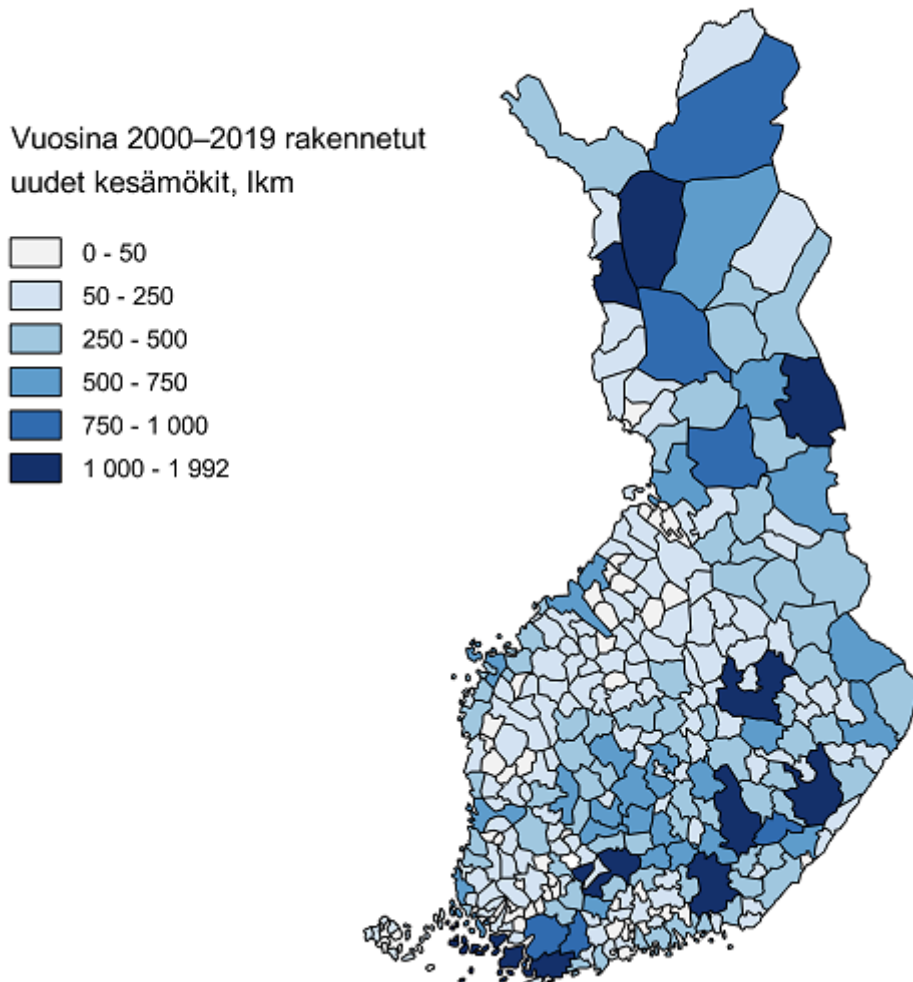 Vuosina 2000–2019 rakennetut
uudet kesämökit, lkm
0 - 50
50 - 250
250 - 500
500 - 750
750 - 1 000
1 000 - 1 992